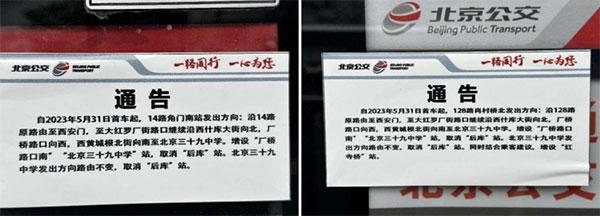 北京公交 BEIJING PUBLIC TRANSPORT 一路同行 一心为您
通告
自2023年5月31日首车起，14路角门南站发出方向：沿14路
原路由至西安门，至大红罗厂街路口继续沿西什库大街向北，厂
桥路口向西，西黄城根北街向南至北京三十九中学。增设“厂桥
路口南”“北京三十九中学”站，取消“后库”站。北京三十九
中学发出方向路由不变，取消“后库”站。
北京公交
Beijing Public Transport
北京公交 BEIJING PUBLIC TRANSPORT 一路同行 一心为您
通告
自2023年5月31日首车起，128路肖村桥北发出方向：沿128路
原路由至西安门，至大红罗厂街路口继续沿西什库大街向北，厂桥
路口向西，西黄城根北街向南至北京三十九中学。增设“厂桥路口
南”“北京三十九中学”站，取消“后库”站。北京三十九中学发
出方向路由不变，取消“后库”站。同时结合乘客建议，增设“红
寺桥”站。